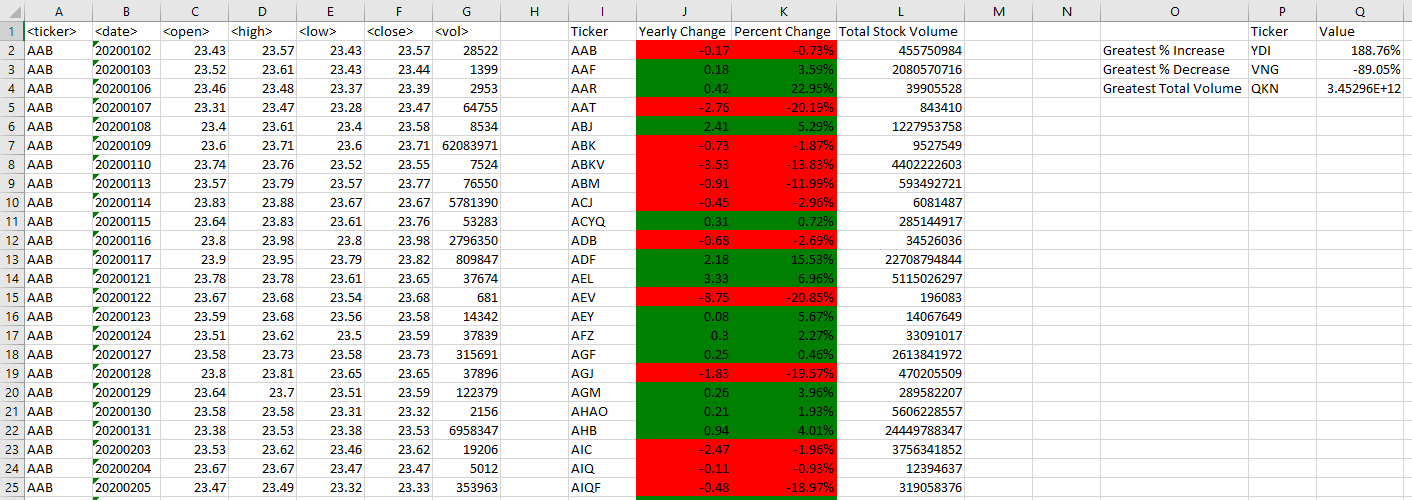 A B C D E F G H I J K L M N O P Q
1 <ticker> <date> <open> <high> <low> <close> <vol> Ticker Yearly Change Percent Change Total Stock Volume Ticker Value
2 AAB 20200102 23.43 23.57 23.43 23.57 28522 AAB -0.17 -0.73% 455750984 Greatest % Increase YDI 188.76%
3 AAB 20200103 23.52 23.61 23.43 23.44 1399 AAF 0.18 3.59% 2080570716 Greatest % Decrease VNG -89.05%
4 AAB 20200106 23.46 23.48 23.37 23.39 2953 AAR 0.42 22.95% 39905528 Greatest Total Volume QKN 3.45296E+12
5 AAB 20200107 23.31 23.47 23.28 23.47 64755 AAT -2.76 -20.19% 843410
6 AAB 20200108 23.4 23.61 23.4 23.58 8534 ABJ 2.41 5.29% 1227953758
7 AAB 20200109 23.6 23.71 23.6 23.71 62083971 ABK -0.73 -1.87% 9527549
8 AAB 20200110 23.74 23.76 23.52 23.55 7524 ABKV -3.53 -13.83% 4402222603
9 AAB 20200113 23.57 23.79 23.57 23.77 76550 ABM -0.91 -11.99% 593492721
10 AAB 20200114 23.83 23.88 23.67 23.67 5781390 ACJ -0.45 -2.96% 6081487
11 AAB 20200115 23.64 23.83 23.61 23.76 53283 ACYQ 0.31 0.72% 285144917
12 AAB 20200116 23.8 23.98 23.8 23.98 2796350 ADB -0.68 -2.69% 34526036
13 AAB 20200117 23.9 23.95 23.79 23.82 809847 ADF 2.18 15.53% 22708794844
14 AAB 20200121 23.78 23.78 23.61 23.65 37674 AEL 3.33 6.96% 5115026297
15 AAB 20200122 23.67 23.68 23.54 23.68 681 AEV -8.75 -20.85% 196083
16 AAB 20200123 23.59 23.68 23.56 23.58 14342 AEY 0.08 5.67% 14067649
17 AAB 20200124 23.51 23.62 23.5 23.59 37839 AFZ 0.3 2.27% 33091017
18 AAB 20200127 23.58 23.73 23.58 23.73 315691 AGF 0.25 0.46% 2613841972
19 AAB 20200128 23.8 23.81 23.65 23.65 37896 AGJ -1.83 -19.57% 470205509
20 AAB 20200129 23.64 23.7 23.51 23.59 122379 AGM 0.26 3.96% 289582207
21 AAB 20200130 23.58 23.58 23.31 23.32 2156 AHAO 0.21 1.93% 5606228557
22 AAB 20200131 23.38 23.53 23.38 23.53 6958347 AHB 0.94 4.01% 24449788347
23 AAB 20200203 23.53 23.62 23.46 23.62 19206 AIC -2.47 -1.96% 3756341852
24 AAB 20200204 23.67 23.67 23.47 23.47 5012 AIQ -0.11 -0.93% 12394637
25 AAB 20200205 23.47 23.49 23.32 23.33 353963 AIQF -0.48 -18.97% 319058376